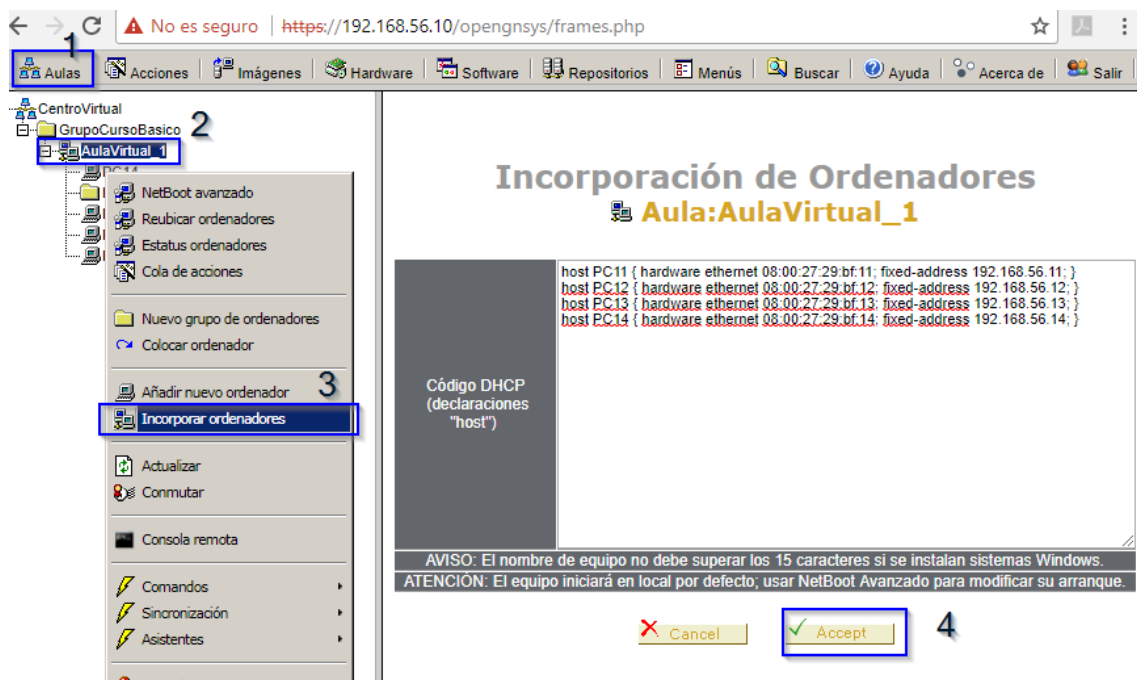 No es seguro | https://192.168.56.10/opengnsys/frames.php
1
Aulas Acciones Imágenes Hardware Software Repositorios Menús Buscar Ayuda Acerca de Salir
CentroVirtual
GrupoCursoBasico 2
AulaVirtual_1
PC14
NetBoot avanzado
Reubicar ordenadores
Estatus ordenadores
Cola de acciones
Nuevo grupo de ordenadores
Colocar ordenador
Añadir nuevo ordenador 3
Incorporar ordenadores
Actualizar
Conmutar
Consola remota
Comandos
Sincronización
Asistentes
Incorporación de Ordenadores
Aula:AulaVirtual_1
Código DHCP
(declaraciones
"host")
host PC11 { hardware ethernet 08:00:27:29:bf:11; fixed-address 192.168.56.11; }
host PC12 { hardware ethernet 08:00:27:29:bf:12; fixed-address 192.168.56.12; }
host PC13 { hardware ethernet 08:00:27:29:bf:13; fixed-address 192.168.56.13; }
host PC14 { hardware ethernet 08:00:27:29:bf:14; fixed-address 192.168.56.14; }
AVISO: El nombre de equipo no debe superar los 15 caracteres si se instalan sistemas Windows.
ATENCIÓN: El equipo iniciará en local por defecto; usar NetBoot Avanzado para modificar su arranque.
Cancel Accept 4